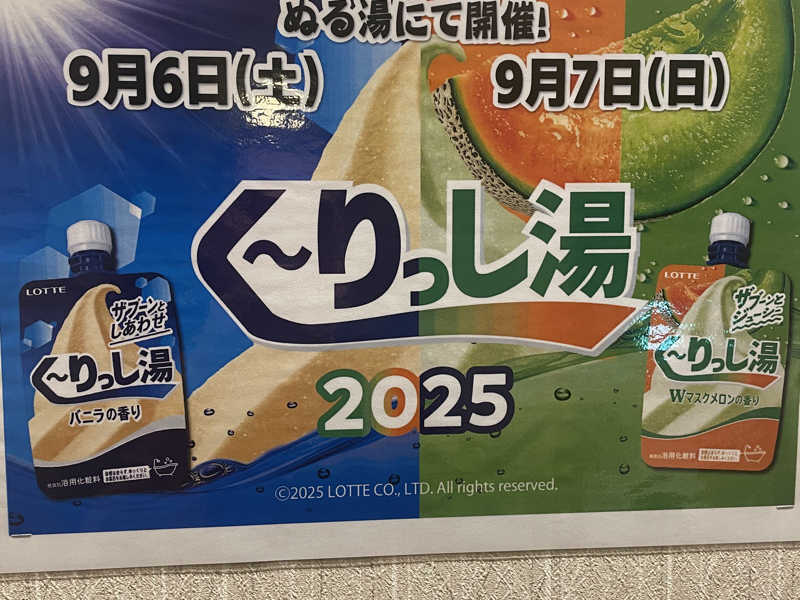 ぬる湯にて開催!
9月6日(土)
9月7日(日)
く〜りっし湯
2025
LOTTE
ザブーンと
しあわせ
く〜りっし湯
バニラの香り
浴用化粧料
LOTTE
ザブーンと
ジューシー
く〜りっし湯
Wマスクメロンの香り
浴用化粧料
©2025 LOTTE CO., LTD. All rights reserved.